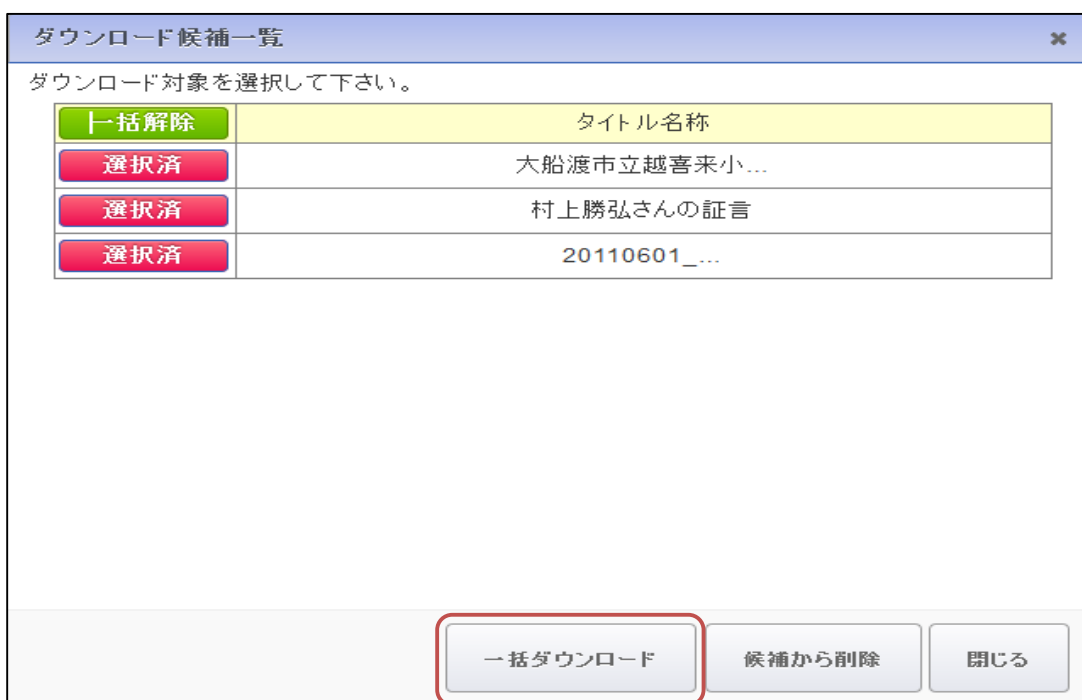 ダウンロード候補一覧
ダウンロード対象を選択して下さい。
一括解除 タイトル名称
選択済 大船渡市立越喜来小...
選択済 村上勝弘さんの証言
選択済 20110601_...
一括ダウンロード 候補から削除 閉じる